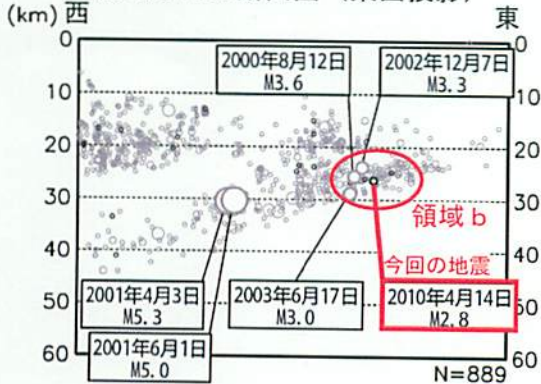 (km) 西
東
0
10
20
30
40
50
60
0
10
20
30
40
50
60
2000年8月12日
M3.6
2002年12月7日
M3.3
領域b
今回の地震
2001年4月3日
M5.3
2003年6月17日
M3.0
2010年4月14日
M2.8
2001年6月1日
M5.0
N=889